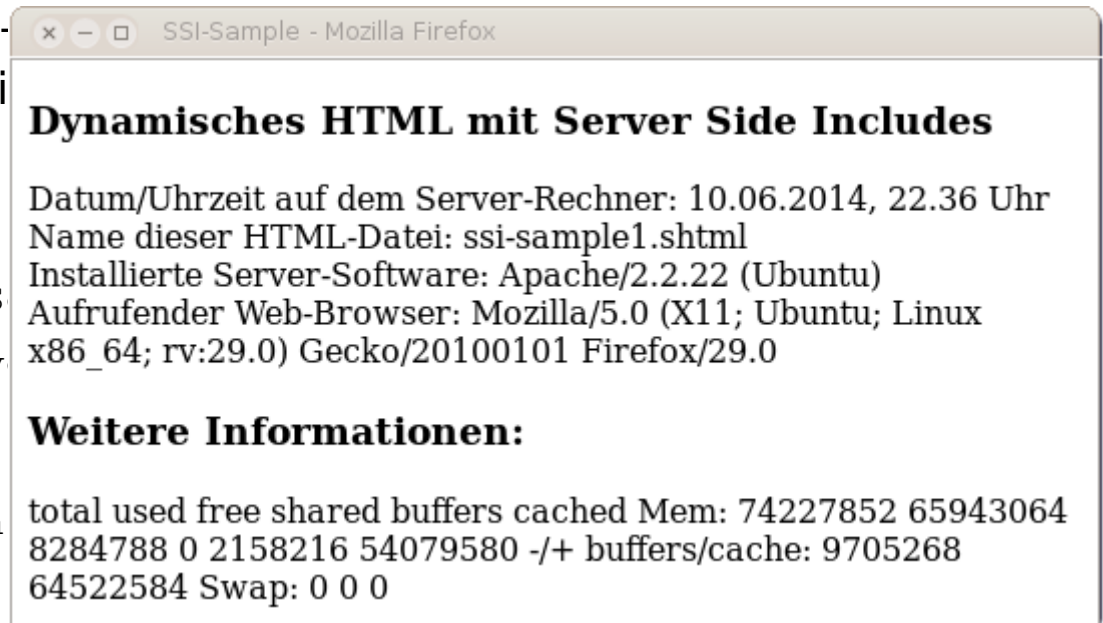 SSI-Sample - Mozilla Firefox
Dynamisches HTML mit Server Side Includes
Datum/Uhrzeit auf dem Server-Rechner: 10.06.2014, 22.36 Uhr
Name dieser HTML-Datei: ssi-sample1.shtml
Installierte Server-Software: Apache/2.2.22 (Ubuntu)
Aufrufender Web-Browser: Mozilla/5.0 (X11; Ubuntu; Linux
x86_64; rv:29.0) Gecko/20100101 Firefox/29.0
Weitere Informationen:
total used free shared buffers cached Mem: 74227852 65943064
8284788 0 2158216 54079580 -/+ buffers/cache: 9705268
64522584 Swap: 0 0 0